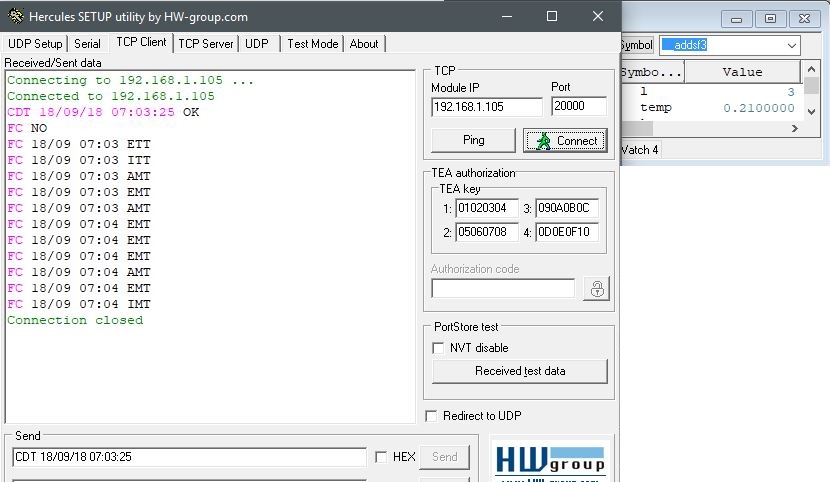 Hercules SETUP utility by HW-group.com
UDP Setup Serial TCP Client TCP Server UDP Test Mode About
Received/Sent data
Connecting to 192.168.1.105 ...
Connected to 192.168.1.105
CDT 18/09/18 07:03:25 OK
FC NO
FC 18/09 07:03 ETT
FC 18/09 07:03 ITT
FC 18/09 07:03 AMT
FC 18/09 07:03 EMT
FC 18/09 07:03 AMT
FC 18/09 07:04 EMT
FC 18/09 07:04 EMT
FC 18/09 07:04 EMT
FC 18/09 07:04 AMT
FC 18/09 07:04 EMT
FC 18/09 07:04 IMT
Connection closed
TCP
Module IP Port
192.168.1.105 20000
Ping Connect
TEA authorization
TEA key
1: 01020304 3: 090A0B0C
2: 05060708 4: 0D0E0F10
Authorization code
PortStore test
NVT disable
Received test data
Redirect to UDP
Send
CDT 18/09/18 07:03:25 HEX Send
HWgroup
Symbol __addsf3
Symbo... Value
l 3
temp 0.2100000
Watch 4